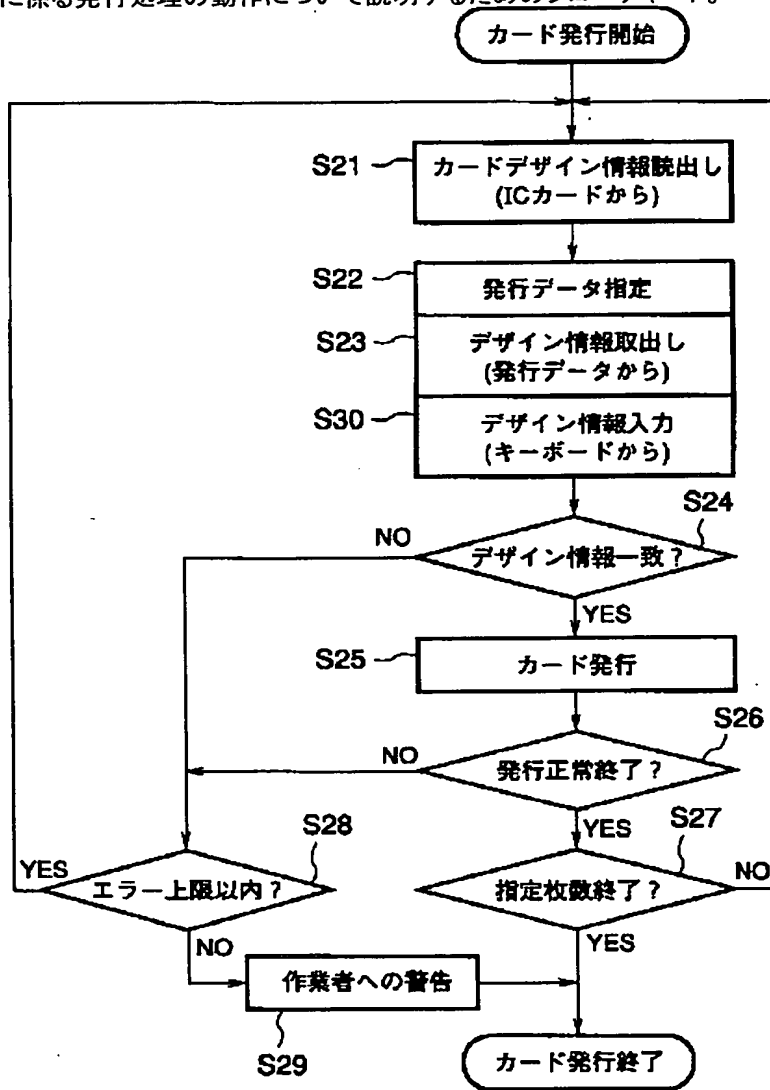 に係る発行処理の動作について説明するためのフローチャート。
カード発行開始
S21
カードデザイン情報読出し
(ICカードから)
S22
発行データ指定
S23
デザイン情報取出し
(発行データから)
S30
デザイン情報入力
(キーボードから)
S24
NO
デザイン情報一致？
YES
S25
カード発行
S26
NO
発行正常終了？
YES
S28
S27
YES
エラー上限以内？
指定枚数終了？
NO
NO
YES
作業者への警告
S29
カード発行終了